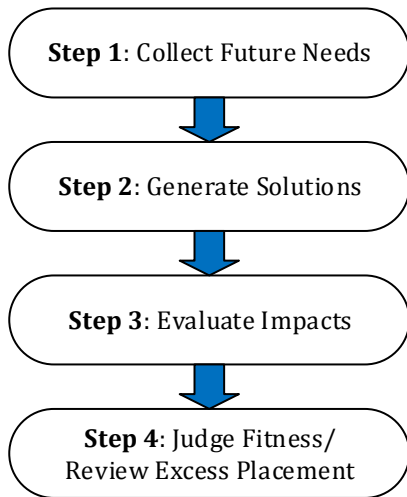 Step 1: Collect Future Needs
Step 2: Generate Solutions
Step 3: Evaluate Impacts
Step 4: Judge Fitness/
Review Excess Placement